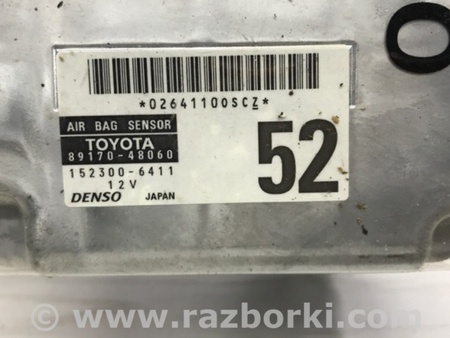 *02641100SCZ*
AIR BAG SENSOR
TOYOTA
89170-48060
152300-6411
12V
DENSO JAPAN
52
O
© www.razborki.com